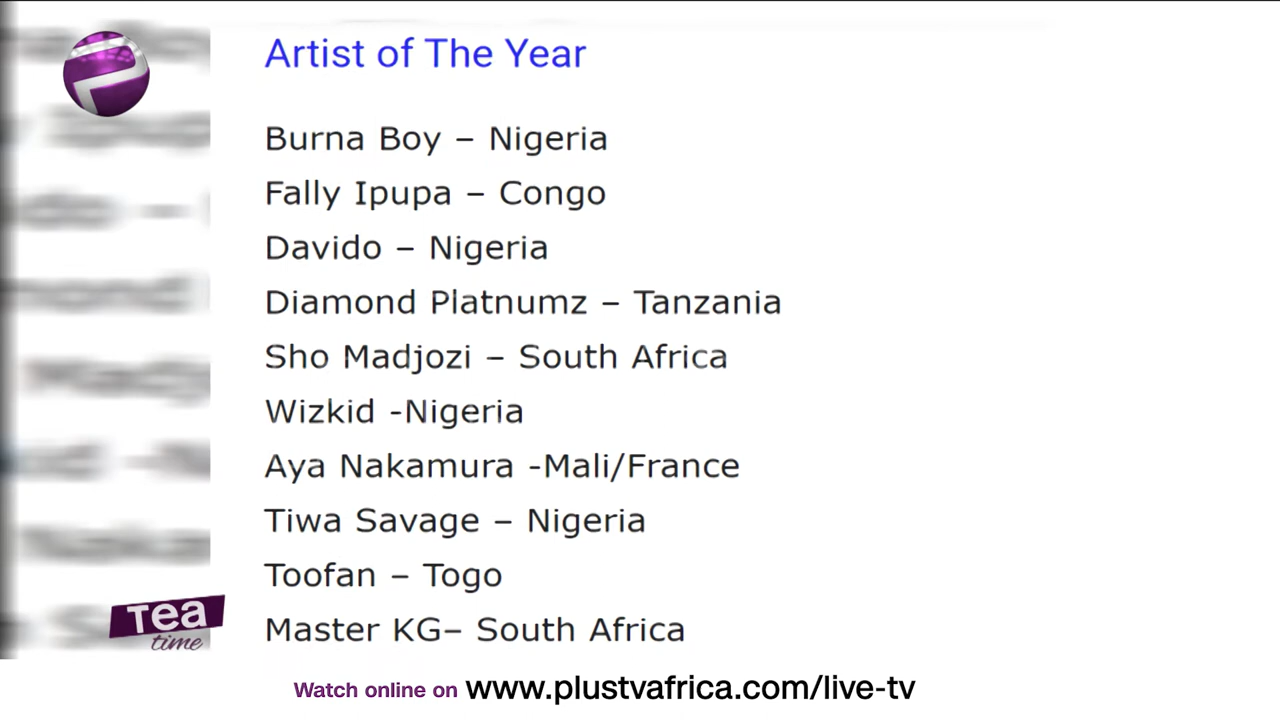 Artist of The Year
Burna Boy – Nigeria
Fally Ipupa – Congo
Davido – Nigeria
Diamond Platnumz – Tanzania
Sho Madjozi – South Africa
Wizkid -Nigeria
Aya Nakamura -Mali/France
Tiwa Savage – Nigeria
Toofan – Togo
Master KG– South Africa
Tea
time
Watch online on www.plustvafrica.com/live-tv